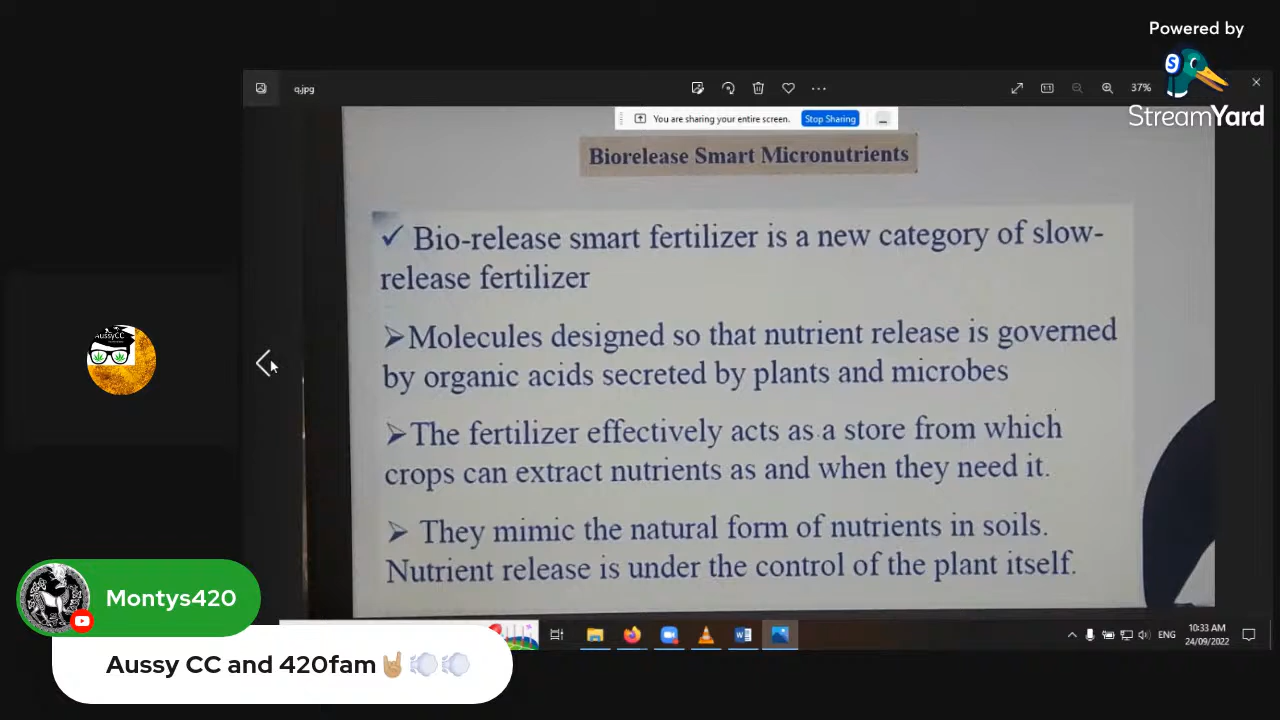 Powered by
StreamYard
q.jpg
37%
You are sharing your entire screen.
Stop Sharing
Biorelease Smart Micronutrients
✓ Bio-release smart fertilizer is a new category of slow-
release fertilizer
➢Molecules designed so that nutrient release is governed
by organic acids secreted by plants and microbes
➢The fertilizer effectively acts as a store from which
crops can extract nutrients as and when they need it.
➢ They mimic the natural form of nutrients in soils.
Nutrient release is under the control of the plant itself.
AussyCC
Montys420
Aussy CC and 420fam🤘🏼💨💨
ENG
10:33 AM
24/09/2022